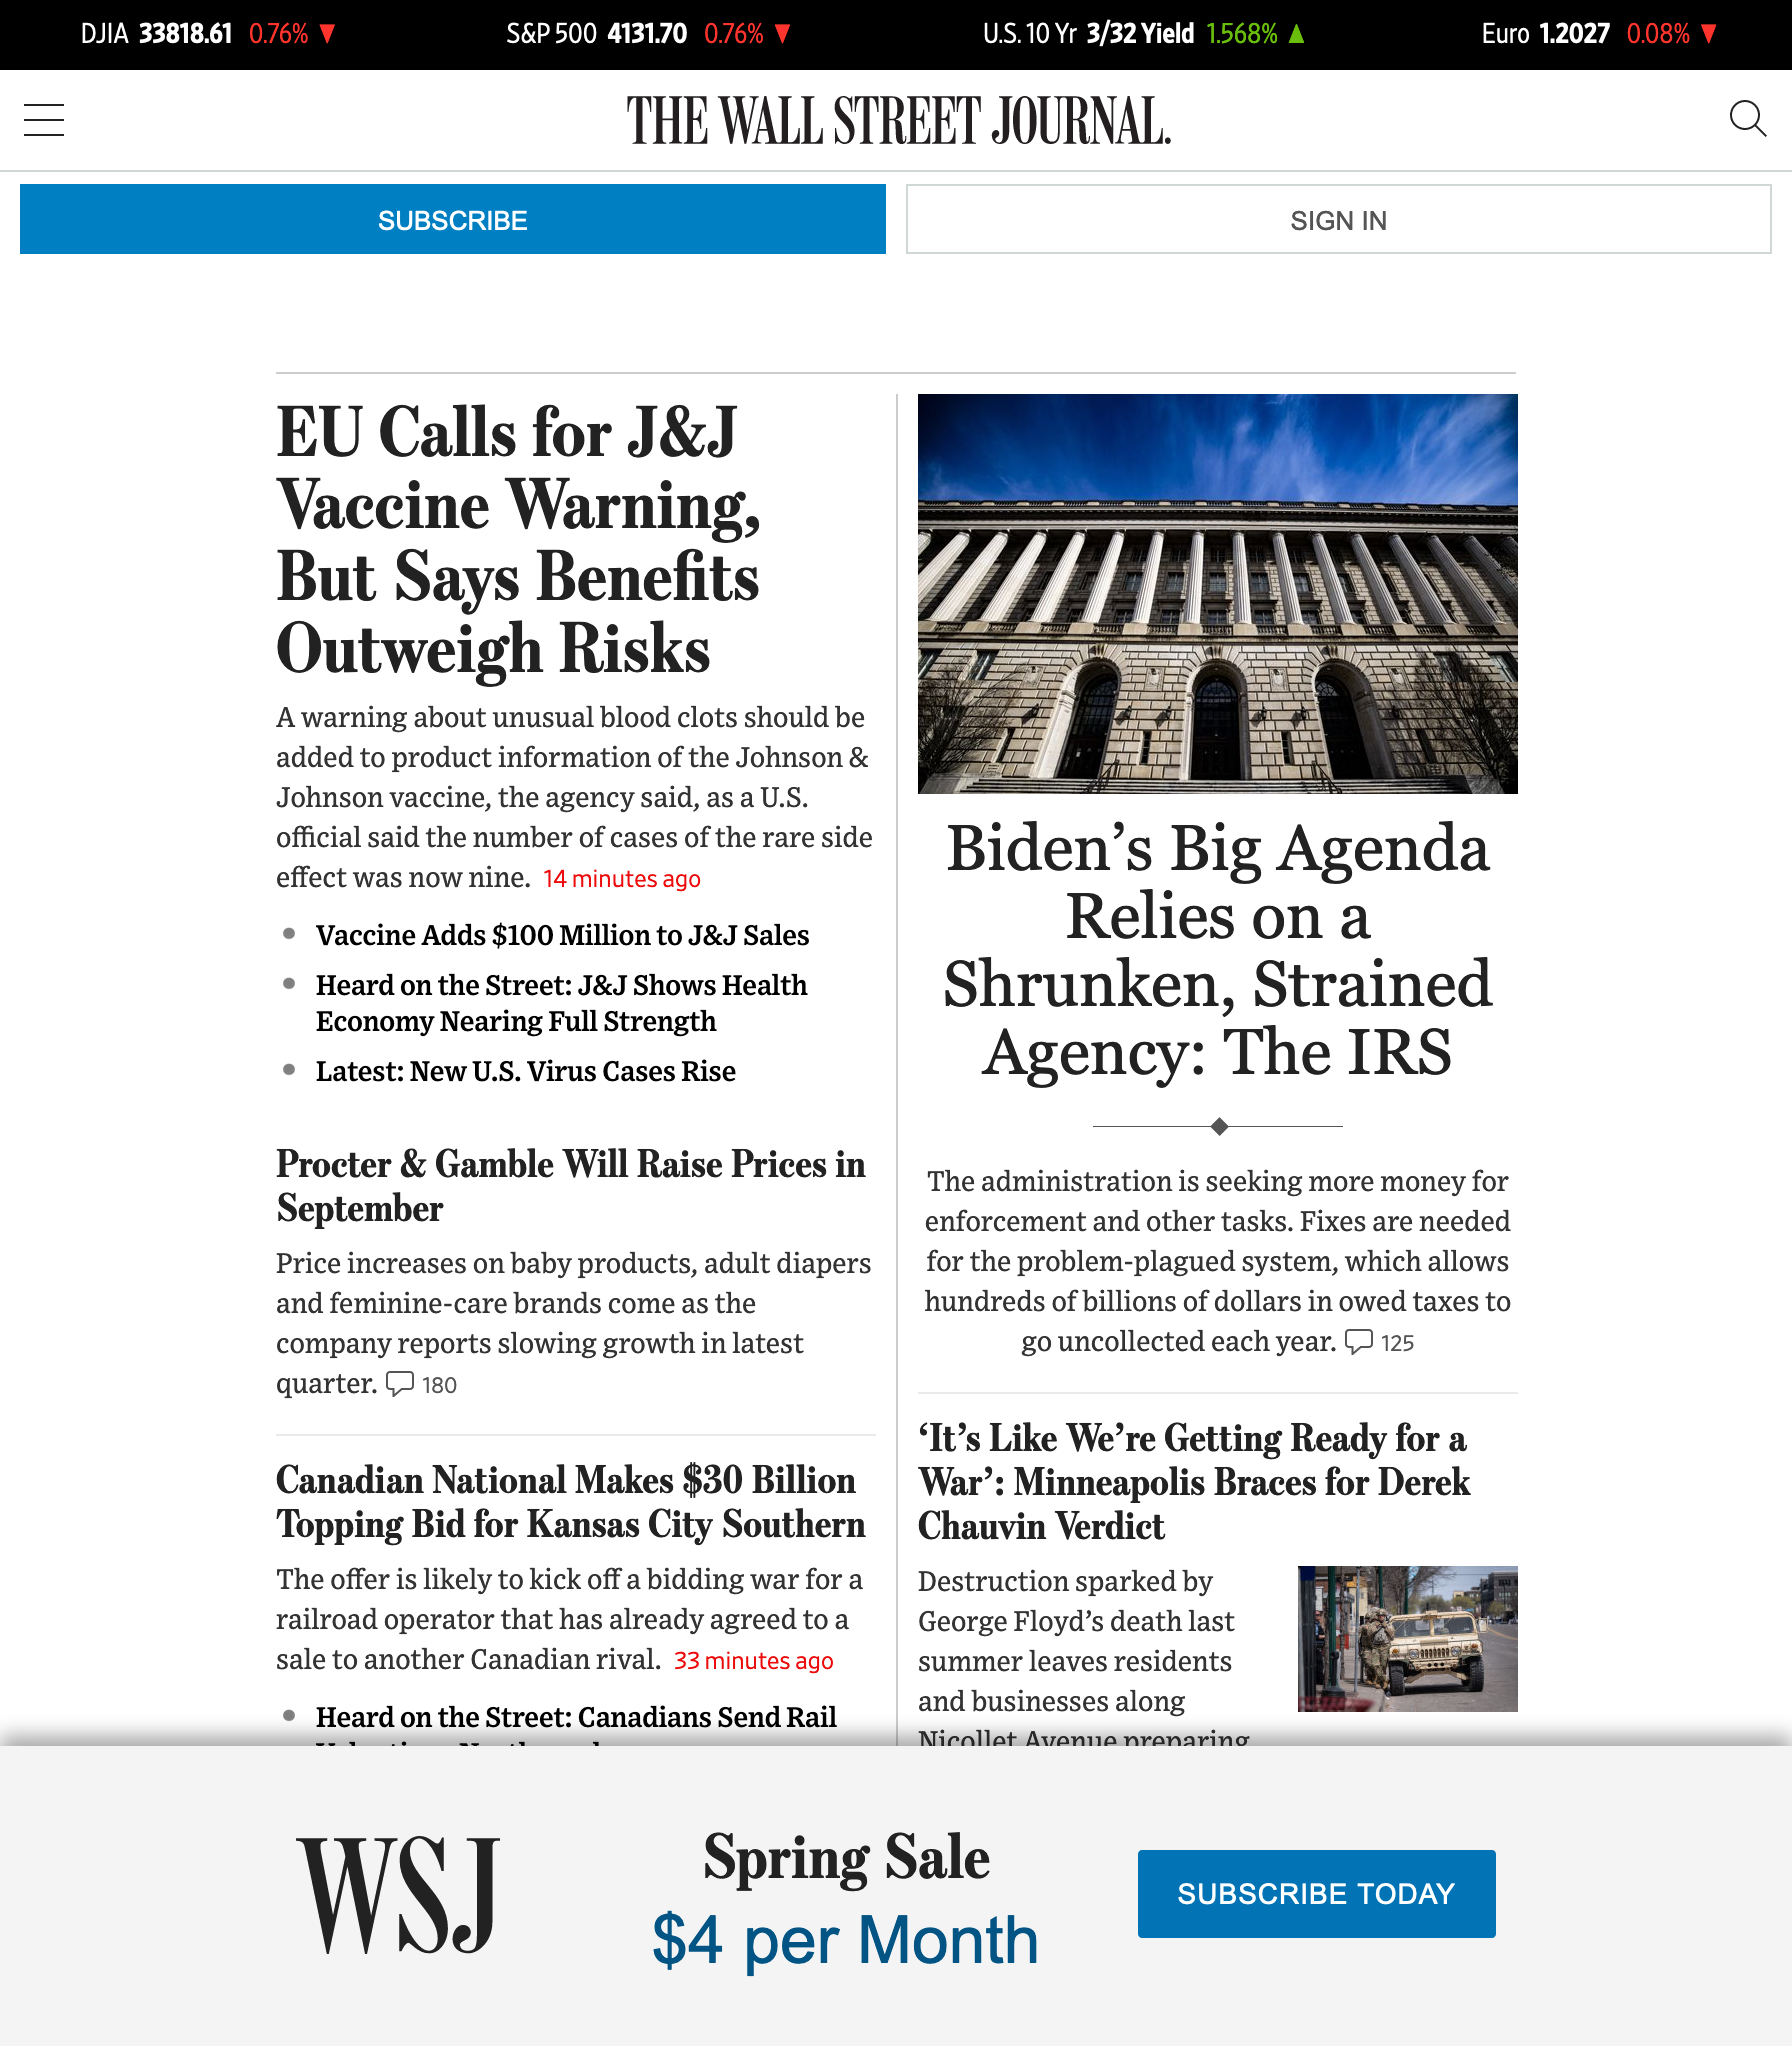 DJIA 33818.61 0.76% ▼
S&P 500 4131.70 0.76% ▼
U.S. 10 Yr 3/32 Yield 1.568% ▲
Euro 1.2027 0.08% ▼
THE WALL STREET JOURNAL.
SUBSCRIBE
SIGN IN
EU Calls for J&J
Vaccine Warning,
But Says Benefits
Outweigh Risks
A warning about unusual blood clots should be
added to product information of the Johnson &
Johnson vaccine, the agency said, as a U.S.
official said the number of cases of the rare side
effect was now nine. 14 minutes ago
Vaccine Adds $100 Million to J&J Sales
Heard on the Street: J&J Shows Health
Economy Nearing Full Strength
Latest: New U.S. Virus Cases Rise
Procter & Gamble Will Raise Prices in
September
Price increases on baby products, adult diapers
and feminine-care brands come as the
company reports slowing growth in latest
quarter. 180
Canadian National Makes $30 Billion
Topping Bid for Kansas City Southern
The offer is likely to kick off a bidding war for a
railroad operator that has already agreed to a
sale to another Canadian rival. 33 minutes ago
Heard on the Street: Canadians Send Rail
Biden’s Big Agenda
Relies on a
Shrunken, Strained
Agency: The IRS
The administration is seeking more money for
enforcement and other tasks. Fixes are needed
for the problem-plagued system, which allows
hundreds of billions of dollars in owed taxes to
go uncollected each year. 125
‘It’s Like We’re Getting Ready for a
War’: Minneapolis Braces for Derek
Chauvin Verdict
Destruction sparked by
George Floyd’s death last
summer leaves residents
and businesses along
Nicollet Avenue preparing
WSJ
Spring Sale
$4 per Month
SUBSCRIBE TODAY